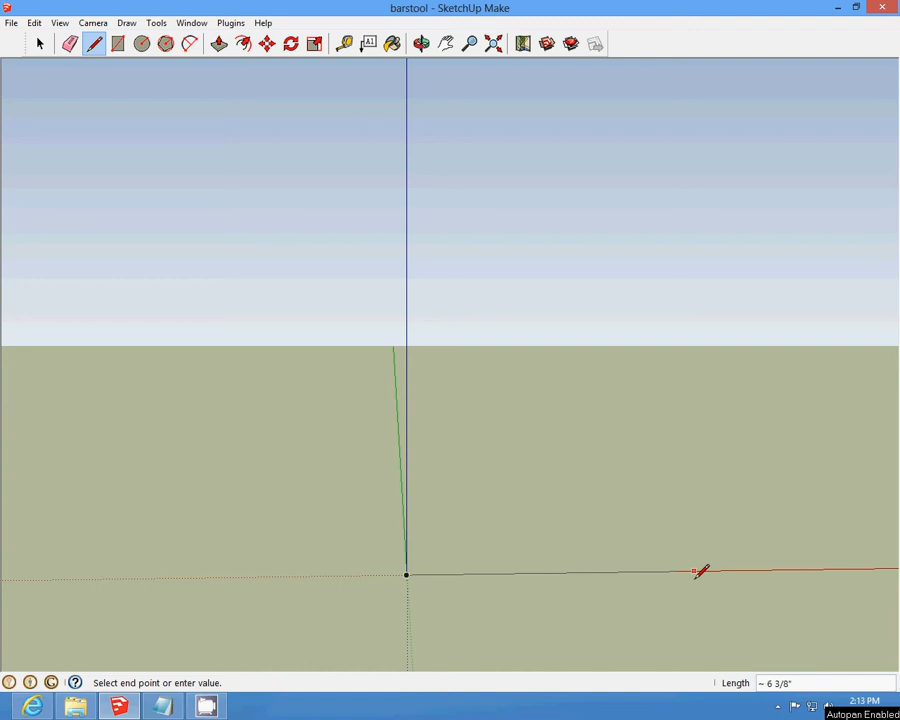 barstool - SketchUp Make
File Edit View Camera Draw Tools Window Plugins Help
A1
Select end point or enter value.
Length ~ 6 3/8"
2:13 PM
Autopan Enabled